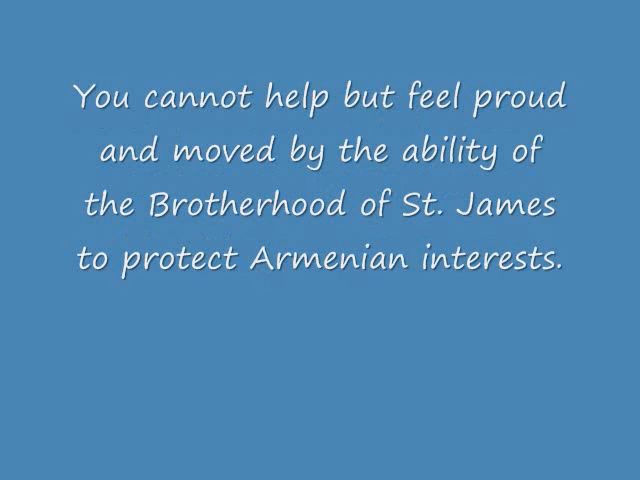 You cannot help but feel proud
and moved by the ability of
the Brotherhood of St. James
to protect Armenian interests.